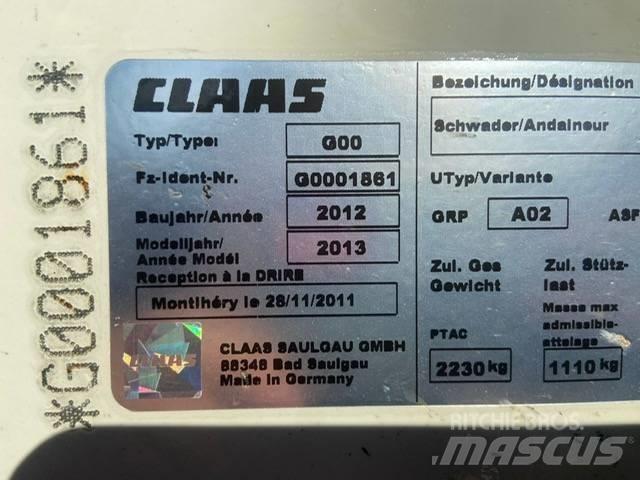 *G0001861*
CLAAS
Typ/Type: G00
Fz-Ident-Nr. G0001861
Baujahr/Année 2012
Modelljahr/
Année Modél 2013
Reception à la DRIRE
Montlhéry le 28/11/2011
CLAAS
CLAAS SAULGAU GMBH
88348 Bad Saulgau
Made in Germany
Bezeichung/Désignation
Schwader/Andaineur
UTyp/Variante
GRP A02 ASF
Zul. Ges
Gewicht
PTAC
2230 kg
Zul. Stütz-
last
Masse max
admissible-
attelage
1110 kg
RITCHIE BROS.
MASCUS